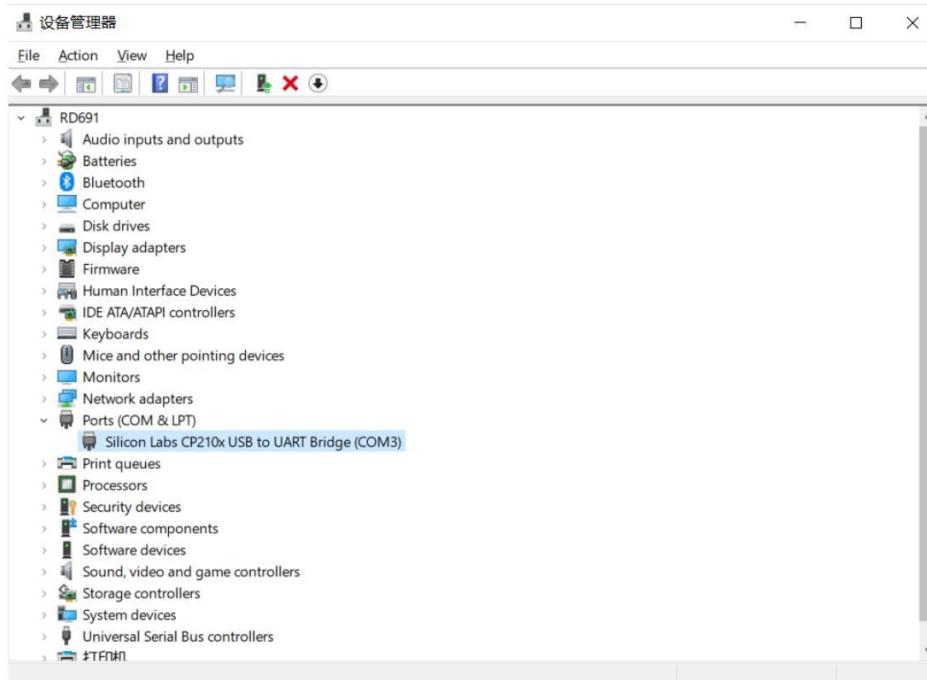 设备管理器
File Action View Help
RD691
Audio inputs and outputs
Batteries
Bluetooth
Computer
Disk drives
Display adapters
Firmware
Human Interface Devices
IDE ATA/ATAPI controllers
Keyboards
Mice and other pointing devices
Monitors
Network adapters
Ports (COM & LPT)
Silicon Labs CP210x USB to UART Bridge (COM3)
Print queues
Processors
Security devices
Software components
Software devices
Sound, video and game controllers
Storage controllers
System devices
Universal Serial Bus controllers
打印机